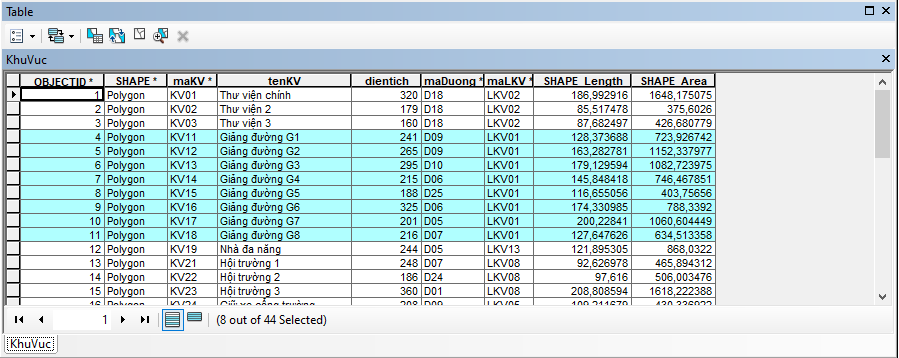 Table
KhuVuc
OBJECTID * SHAPE * maKV * tenKV dientich maDuong * maLKV * SHAPE_Length SHAPE_Area
1 Polygon KV01 Thư viện chính 320 D18 LKV02 186,992916 1648,175075
2 Polygon KV02 Thư viện 2 179 D18 LKV02 85,517478 375,6026
3 Polygon KV03 Thư viện 3 160 D18 LKV02 87,682497 426,680779
4 Polygon KV11 Giảng đường G1 241 D09 LKV01 128,373688 723,926742
5 Polygon KV12 Giảng đường G2 265 D09 LKV01 163,282781 1152,337977
6 Polygon KV13 Giảng đường G3 295 D10 LKV01 179,129594 1082,723975
7 Polygon KV14 Giảng đường G4 215 D06 LKV01 145,848418 746,467851
8 Polygon KV15 Giảng đường G5 188 D25 LKV01 116,655056 403,75656
9 Polygon KV16 Giảng đường G6 325 D06 LKV01 174,330985 788,3392
10 Polygon KV17 Giảng đường G7 201 D05 LKV01 200,22841 1060,604449
11 Polygon KV18 Giảng đường G8 216 D07 LKV01 127,647626 634,513358
12 Polygon KV19 Nhà đa năng 244 D05 LKV13 121,895305 868,0322
13 Polygon KV21 Hội trường 1 248 D07 LKV08 92,626978 465,894312
14 Polygon KV22 Hội trường 2 186 D24 LKV08 97,616 506,003476
15 Polygon KV23 Hội trường 3 360 D01 LKV08 208,808594 1618,222388
16 Polygon KV24 Giữ xe cổng trường 208 D09 LKV05 109,211679 430,336922
1 (8 out of 44 Selected)
KhuVuc